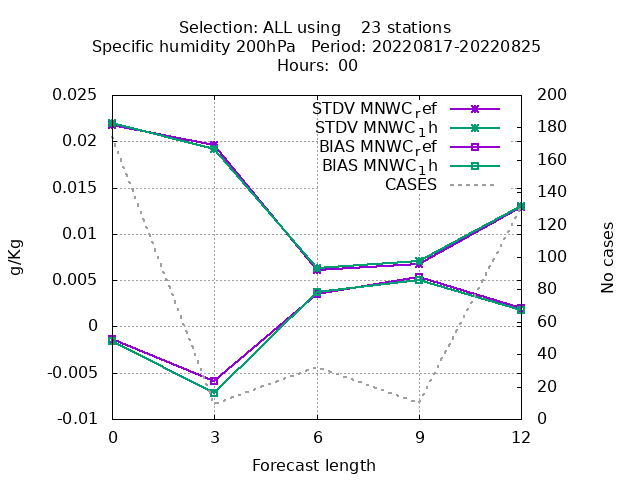 Selection: ALL using    23 stations
Specific humidity 200hPa   Period: 20220817-20220825
Hours: 00
STDV MNWC_ref
STDV MNWC_1h
BIAS MNWC_ref
BIAS MNWC_1h
CASES
0.025
0.02
0.015
0.01
0.005
0
-0.005
-0.01
g/Kg
200
180
160
140
120
100
80
60
40
20
0
No cases
0 3 6 9 12
Forecast length